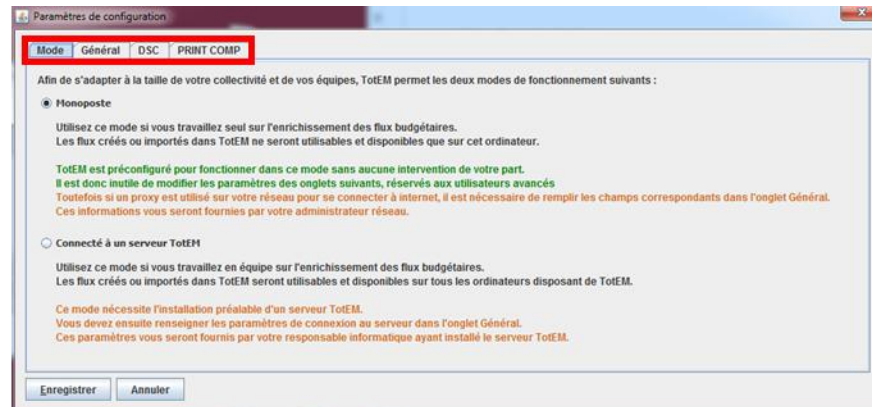 Paramètres de configuration
Mode Général DSC PRINT COMP
Afin de s'adapter à la taille de votre collectivité et de vos équipes, TotEM permet les deux modes de fonctionnement suivants :
Monoposte
Utilisez ce mode si vous travaillez seul sur l'enrichissement des flux budgétaires.
Les flux créés ou importés dans TotEM ne seront utilisables et disponibles que sur cet ordinateur.
TotEM est préconfiguré pour fonctionner dans ce mode sans aucune intervention de votre part.
Il est donc inutile de modifier les paramètres des onglets suivants, réservés aux utilisateurs avancés
Toutefois si un proxy est utilisé sur votre réseau pour se connecter à internet, il est nécessaire de remplir les champs correspondants dans l'onglet Général.
Ces informations vous seront fournies par votre administrateur réseau.
Connecté à un serveur TotEM
Utilisez ce mode si vous travaillez en équipe sur l'enrichissement des flux budgétaires.
Les flux créés ou importés dans TotEM seront utilisables et disponibles sur tous les ordinateurs disposant de TotEM.
Ce mode nécessite l'installation préalable d'un serveur TotEM.
Vous devez ensuite renseigner les paramètres de connexion au serveur dans l'onglet Général.
Ces paramètres vous seront fournis par votre responsable informatique ayant installé le serveur TotEM.
Enregistrer Annuler